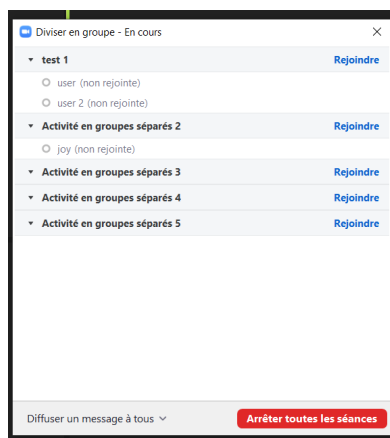 Diviser en groupe - En cours
test 1 Rejoindre
user (non rejointe)
user 2 (non rejointe)
Activité en groupes séparés 2 Rejoindre
joy (non rejointe)
Activité en groupes séparés 3 Rejoindre
Activité en groupes séparés 4 Rejoindre
Activité en groupes séparés 5 Rejoindre
Diffuser un message à tous Arrêter toutes les séances